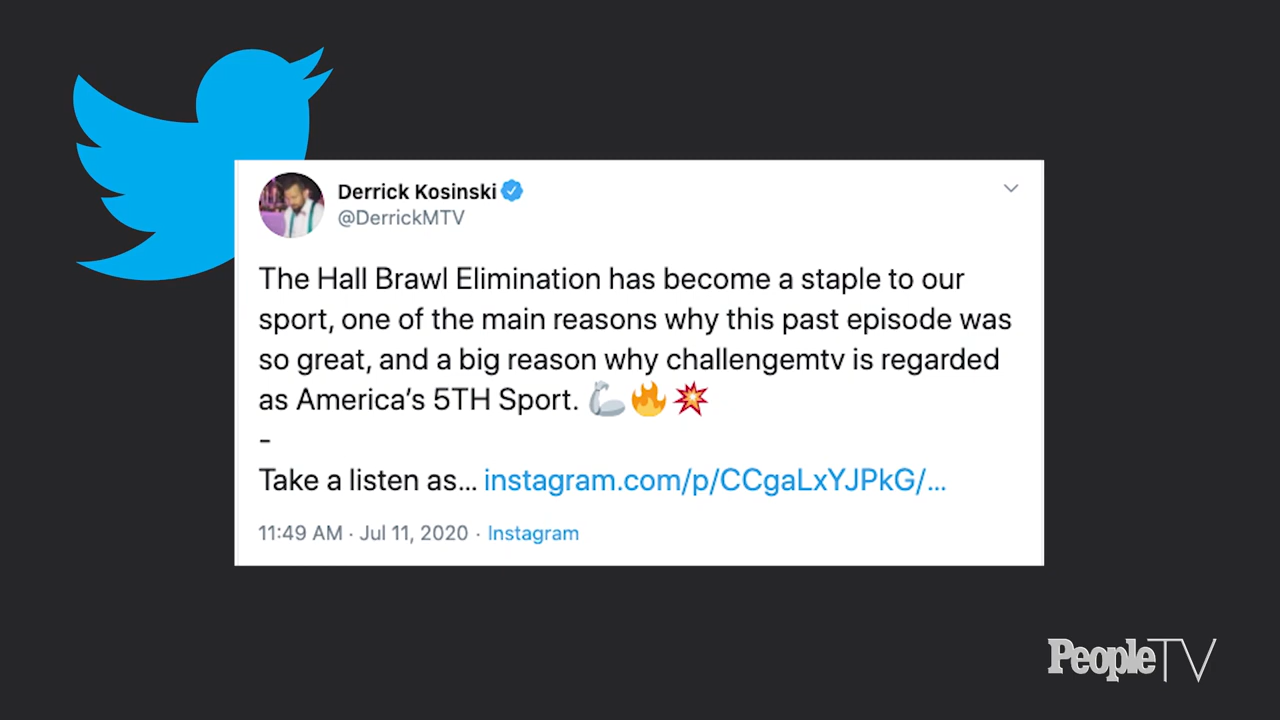 Derrick Kosinski
@DerrickMTV
The Hall Brawl Elimination has become a staple to our
sport, one of the main reasons why this past episode was
so great, and a big reason why challengemtv is regarded
as America’s 5TH Sport. 🦾🔥💥
-
Take a listen as... instagram.com/p/CCgaLxYJPkG/...
11:49 AM · Jul 11, 2020 · Instagram
PeopleTV